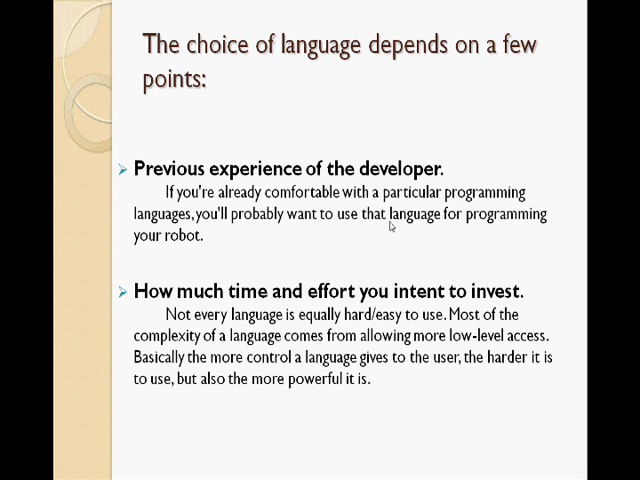 The choice of language depends on a few
points:
Previous experience of the developer.
If you're already comfortable with a particular programming
languages, you'll probably want to use that language for programming
your robot.
How much time and effort you intent to invest.
Not every language is equally hard/easy to use. Most of the
complexity of a language comes from allowing more low-level access.
Basically the more control a language gives to the user, the harder it is
to use, but also the more powerful it is.